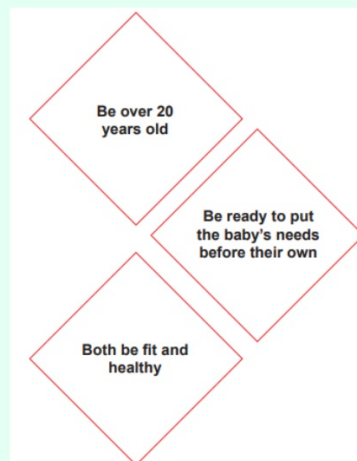 Be over 20
years old
Be ready to put
the baby's needs
before their own
Both be fit and
healthy